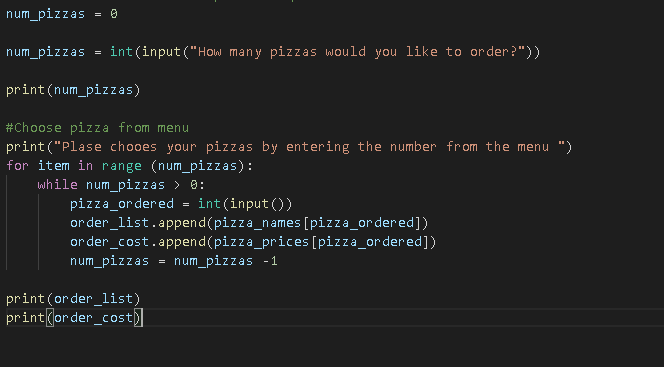 num_pizzas = 0
num_pizzas = int(input("How many pizzas would you like to order?"))
print(num_pizzas)
#Choose pizza from menu
print("Plase chooes your pizzas by entering the number from the menu ")
for item in range (num_pizzas):
    while num_pizzas > 0:
        pizza_ordered = int(input())
        order_list.append(pizza_names[pizza_ordered])
        order_cost.append(pizza_prices[pizza_ordered])
        num_pizzas = num_pizzas -1
print(order_list)
print(order_cost)